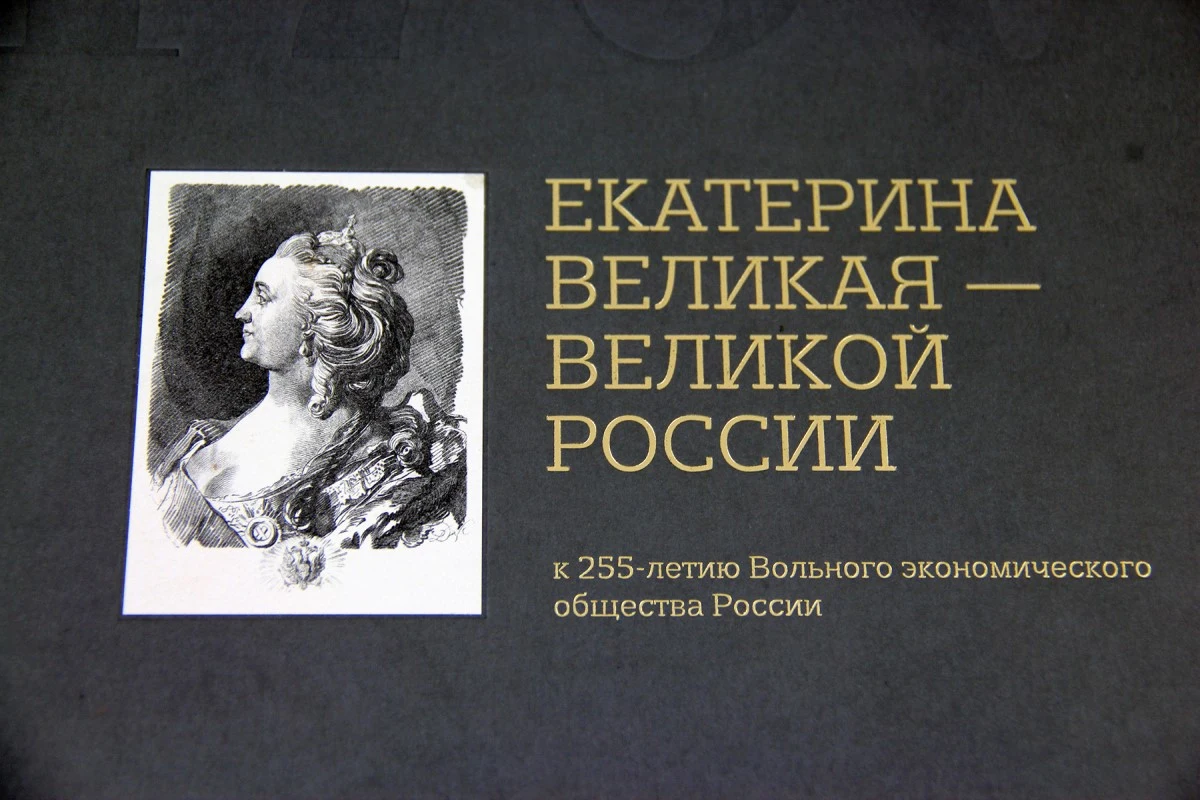 ЕКАТЕРИНА
ВЕЛИКАЯ —
ВЕЛИКОЙ
РОССИИ
к 255-летию Вольного экономического
общества России